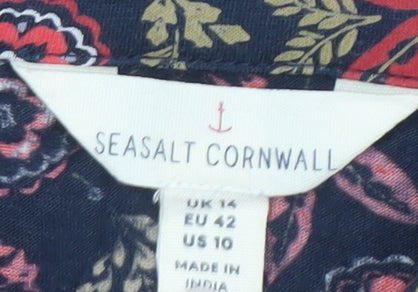 SEASALT CORNWALL
UK 14
EU 42
US 10
MADE IN
INDIA